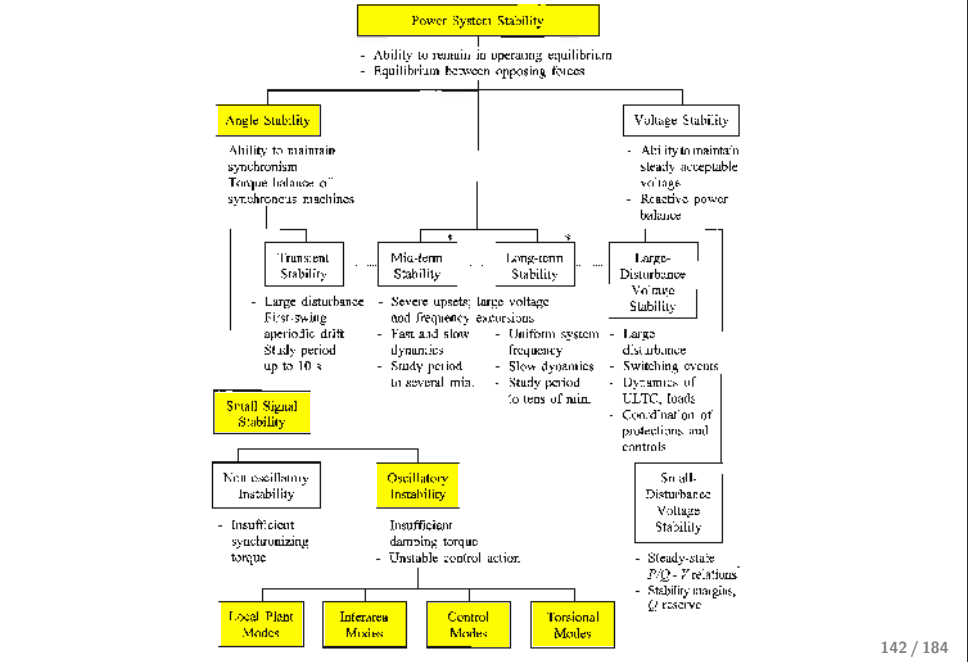 Power System Stability
- Ability to remain in operating equilibrium
- Equilibrium between opposing forces
Angle Stability
Ability to maintain
synchronism
Torque balance of
synchronous machines
Voltage Stability
- Ability to maintain
steady acceptable
voltage
- Reactive power
balance
Transient
Stability
*
Mid-term
Stability
*
Long-term
Stability
Large-
Disturbance
Voltage
Stability
- Large disturbance
First-swing
aperiodic drift
Study period
up to 10 s
- Severe upsets; large voltage
and frequency excursions
- Fast and slow
dynamics
- Study period
to several min.
- Uniform system
frequency
- Slow dynamics
- Study period
to tens of min.
- Large
disturbance
- Switching events
- Dynamics of
ULTC, loads
- Coordination of
protections and
controls
Small Signal
Stability
Non-oscillatory
Instability
- Insufficient
synchronizing
torque
Oscillatory
Instability
Insufficient
damping torque
- Unstable control action
Small-
Disturbance
Voltage
Stability
- Steady-state
P/Q - V relations
- Stability margins,
Q reserve
Local Plant
Modes
Interarea
Modes
Control
Modes
Torsional
Modes
142 / 184